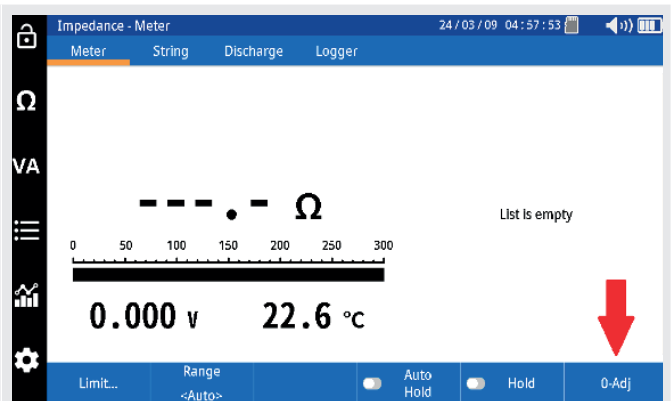 Impedance - Meter 24/03/09 04:57:53
Meter String Discharge Logger
Ω
VA
---.- Ω
List is empty
0 50 100 150 200 250 300
0.000 V 22.6 °C
Limit... Range <Auto> Auto Hold Hold 0-Adj